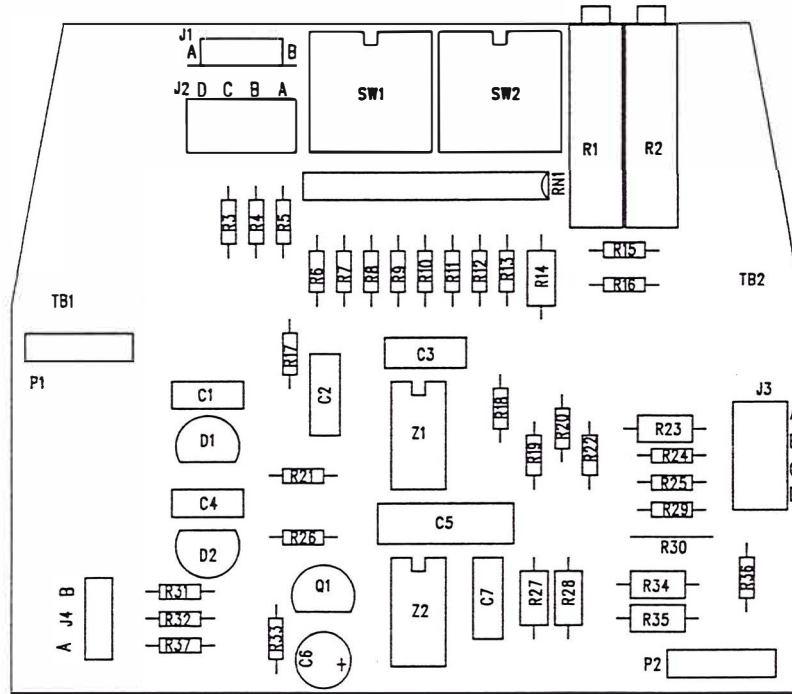 J1
A B
J2 D C B A
SW1 SW2
R1 R2
RN1
R3 R4 R5
R15
R6 R7 R8 R9 R10 R11 R12 R13 R14
R16
TB1 TB2
P1
R17
C3
C1 C2
R18
J3
D1
Z1
R19 R20 R22
R23
R24
R21
R25
C4
R29
C5
R26
D2
R30
R31
Q1
Z2
C7
R27 R28
R34
R36
B
J4
A
R32
R35
R37
R33
C6 +
P2